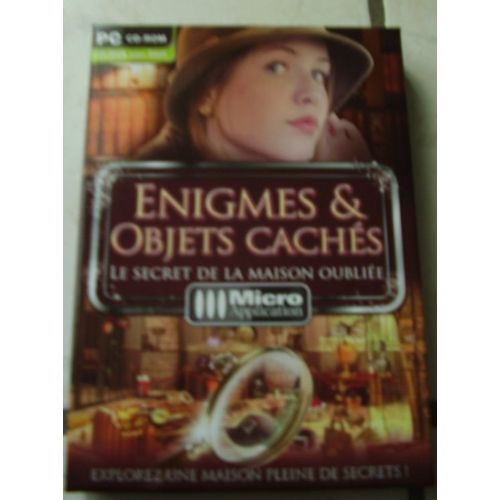 PC CD-ROM
ENIGMES &
OBJETS CACHÉS
LE SECRET DE LA MAISON OUBLIÉE
Micro
Application
EXPLOREZ UNE MAISON PLEINE DE SECRETS !